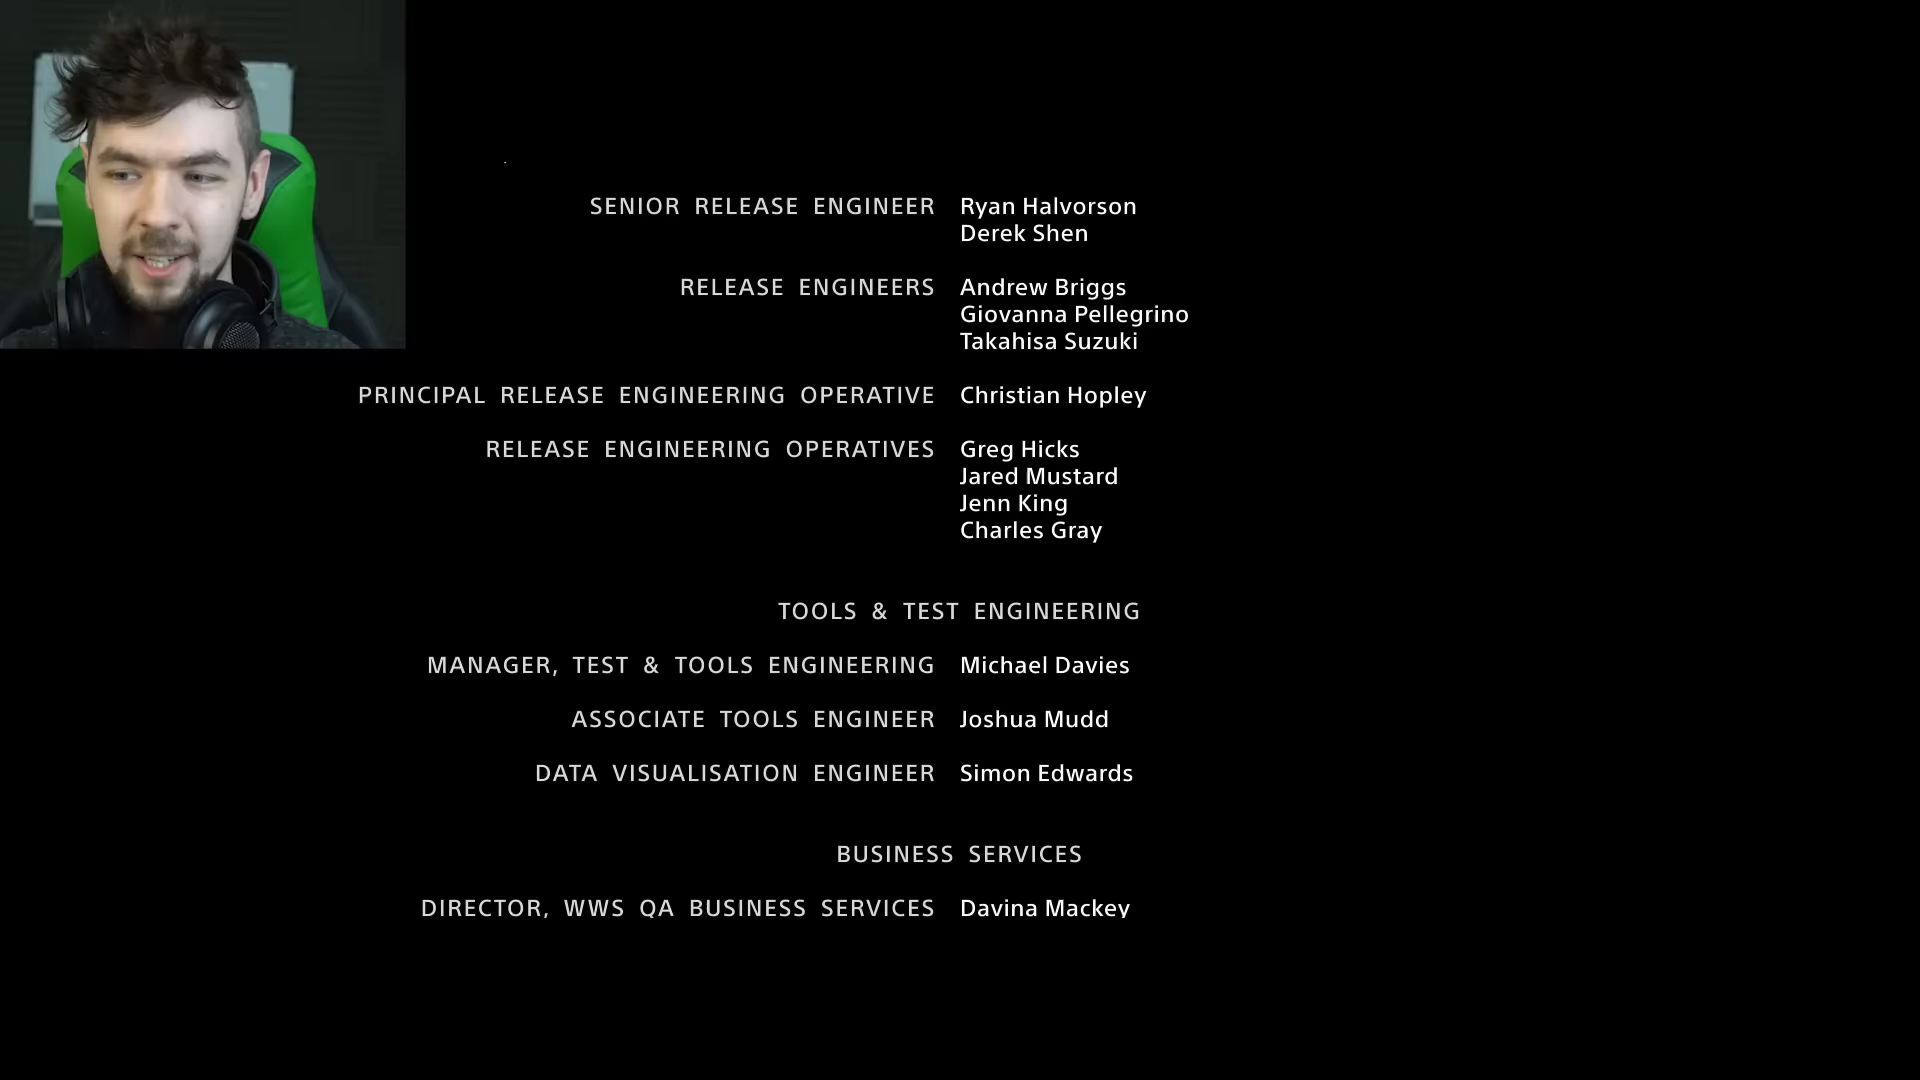 SENIOR RELEASE ENGINEER Ryan Halvorson
Derek Shen
RELEASE ENGINEERS Andrew Briggs
Giovanna Pellegrino
Takahisa Suzuki
PRINCIPAL RELEASE ENGINEERING OPERATIVE Christian Hopley
RELEASE ENGINEERING OPERATIVES Greg Hicks
Jared Mustard
Jenn King
Charles Gray
TOOLS & TEST ENGINEERING
MANAGER, TEST & TOOLS ENGINEERING Michael Davies
ASSOCIATE TOOLS ENGINEER Joshua Mudd
DATA VISUALISATION ENGINEER Simon Edwards
BUSINESS SERVICES
DIRECTOR, WWS QA BUSINESS SERVICES Davina Mackey